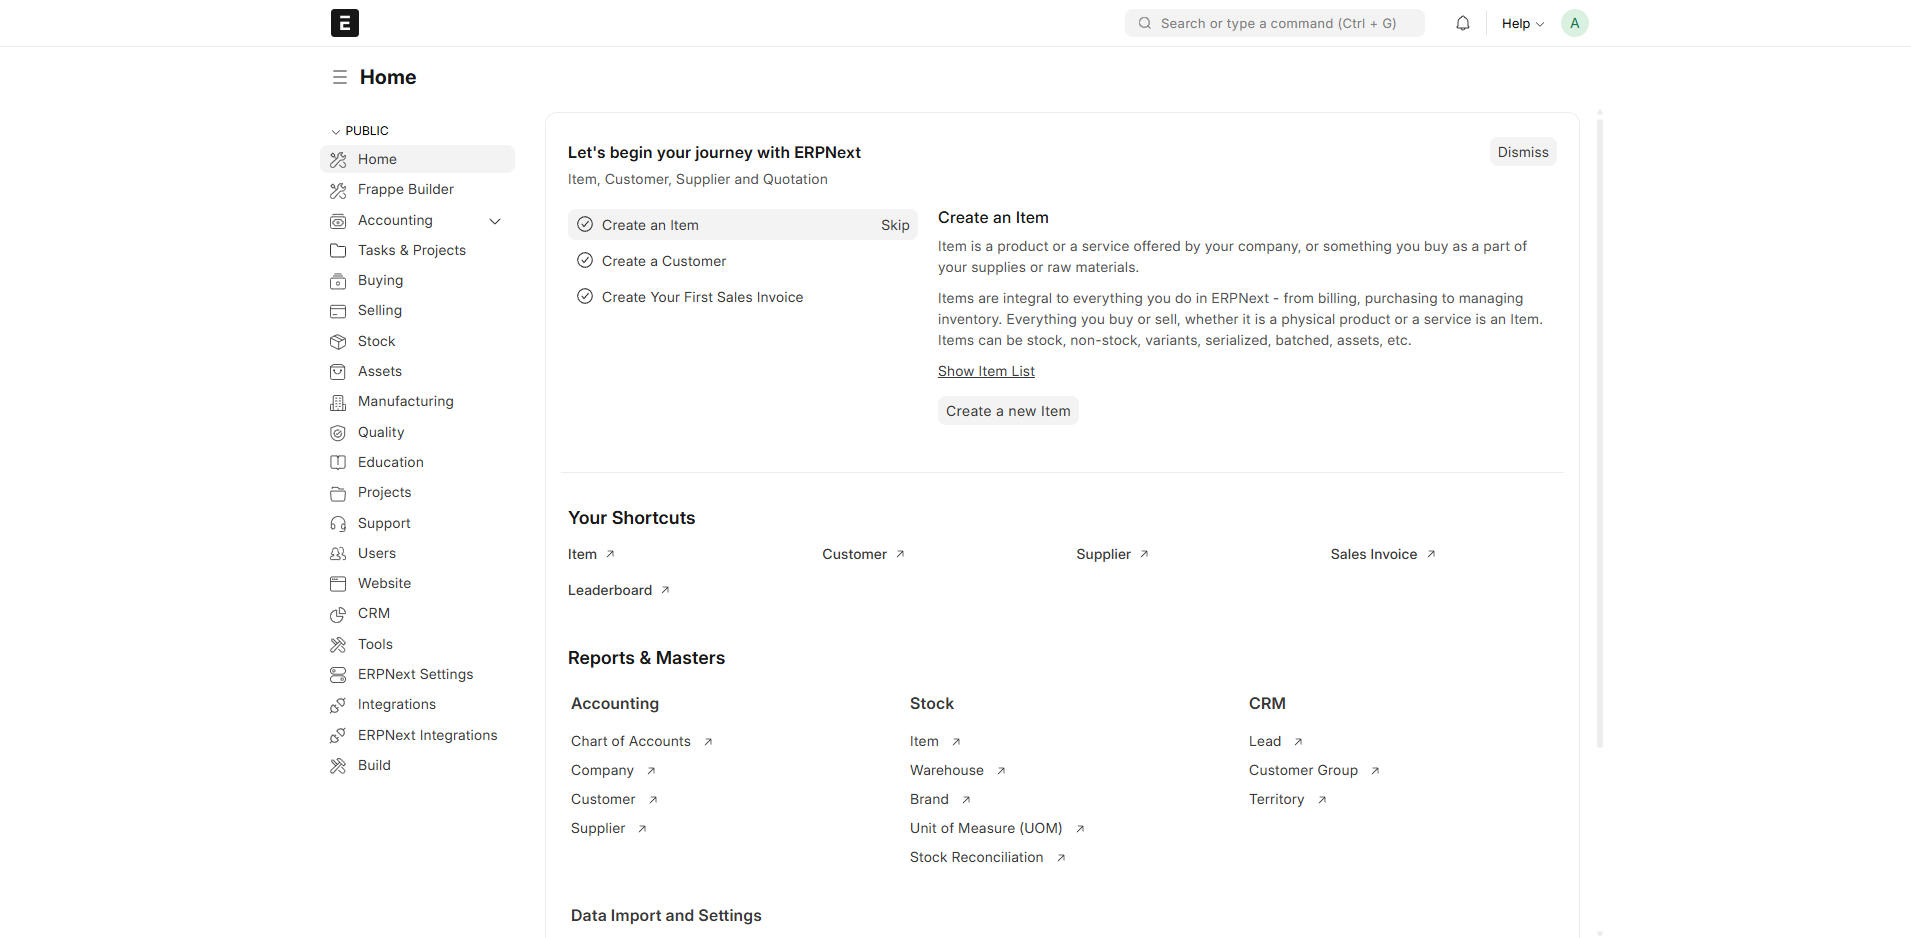 E
Search or type a command (Ctrl + G)
Help
A
Home
PUBLIC
Home
Frappe Builder
Accounting
Tasks & Projects
Buying
Selling
Stock
Assets
Manufacturing
Quality
Education
Projects
Support
Users
Website
CRM
Tools
ERPNext Settings
Integrations
ERPNext Integrations
Build
Let's begin your journey with ERPNext
Dismiss
Item, Customer, Supplier and Quotation
Create an Item
Skip
Create a Customer
Create Your First Sales Invoice
Create an Item
Item is a product or a service offered by your company, or something you buy as a part of
your supplies or raw materials.
Items are integral to everything you do in ERPNext - from billing, purchasing to managing
inventory. Everything you buy or sell, whether it is a physical product or a service is an Item.
Items can be stock, non-stock, variants, serialized, batched, assets, etc.
Show Item List
Create a new Item
Your Shortcuts
Item
Customer
Supplier
Sales Invoice
Leaderboard
Reports & Masters
Accounting
Chart of Accounts
Company
Customer
Supplier
Stock
Item
Warehouse
Brand
Unit of Measure (UOM)
Stock Reconciliation
CRM
Lead
Customer Group
Territory
Data Import and Settings